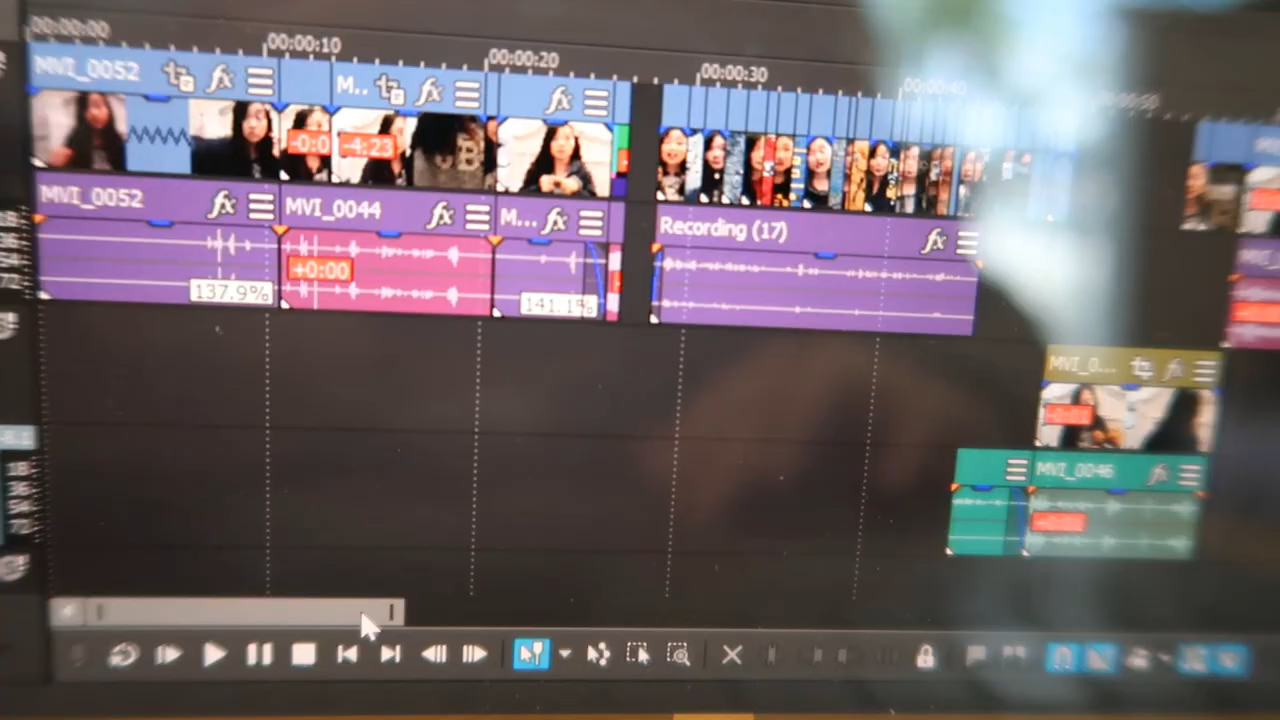 00:00:00
00:00:10
00:00:20
00:00:30
00:00:40
MVI_0052
fx
M..
fx
fx
-0:0
-4:23
MVI_0052
fx
MVI_0044
fx
M...
fx
Recording (17)
fx
137.9%
+0:00
141.1%
MVI_0...
fx
MVI_0046
fx